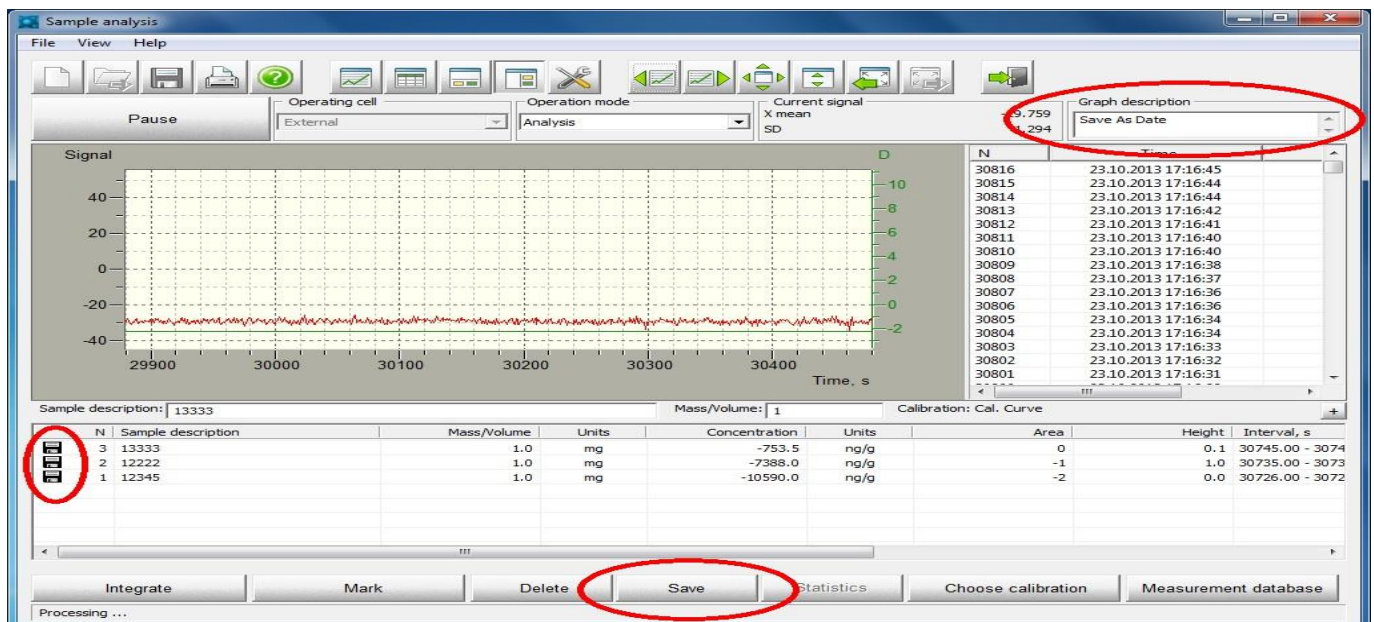 Sample analysis
File View Help
Pause
Operating cell
External
Operation mode
Analysis
Current signal
X mean
SD
.759
.294
Graph description
Save As Date
Signal
D
40
20
0
-20
-40
10
8
6
4
2
0
-2
29900 30000 30100 30200 30300 30400
Time, s
N Time
30816 23.10.2013 17:16:45
30815 23.10.2013 17:16:44
30814 23.10.2013 17:16:44
30813 23.10.2013 17:16:42
30812 23.10.2013 17:16:41
30811 23.10.2013 17:16:40
30810 23.10.2013 17:16:40
30809 23.10.2013 17:16:38
30808 23.10.2013 17:16:37
30807 23.10.2013 17:16:36
30806 23.10.2013 17:16:36
30805 23.10.2013 17:16:34
30804 23.10.2013 17:16:34
30803 23.10.2013 17:16:33
30802 23.10.2013 17:16:32
30801 23.10.2013 17:16:31
Sample description: 13333 Mass/Volume: 1 Calibration: Cal. Curve +
N Sample description Mass/Volume Units Concentration Units Area Height Interval, s
3 13333 1.0 mg -753.5 ng/g 0 0.1 30745.00 - 3074
2 12222 1.0 mg -7388.0 ng/g -1 1.0 30735.00 - 3073
1 12345 1.0 mg -10590.0 ng/g -2 0.0 30726.00 - 3072
Integrate Mark Delete Save Statistics Choose calibration Measurement database
Processing ...